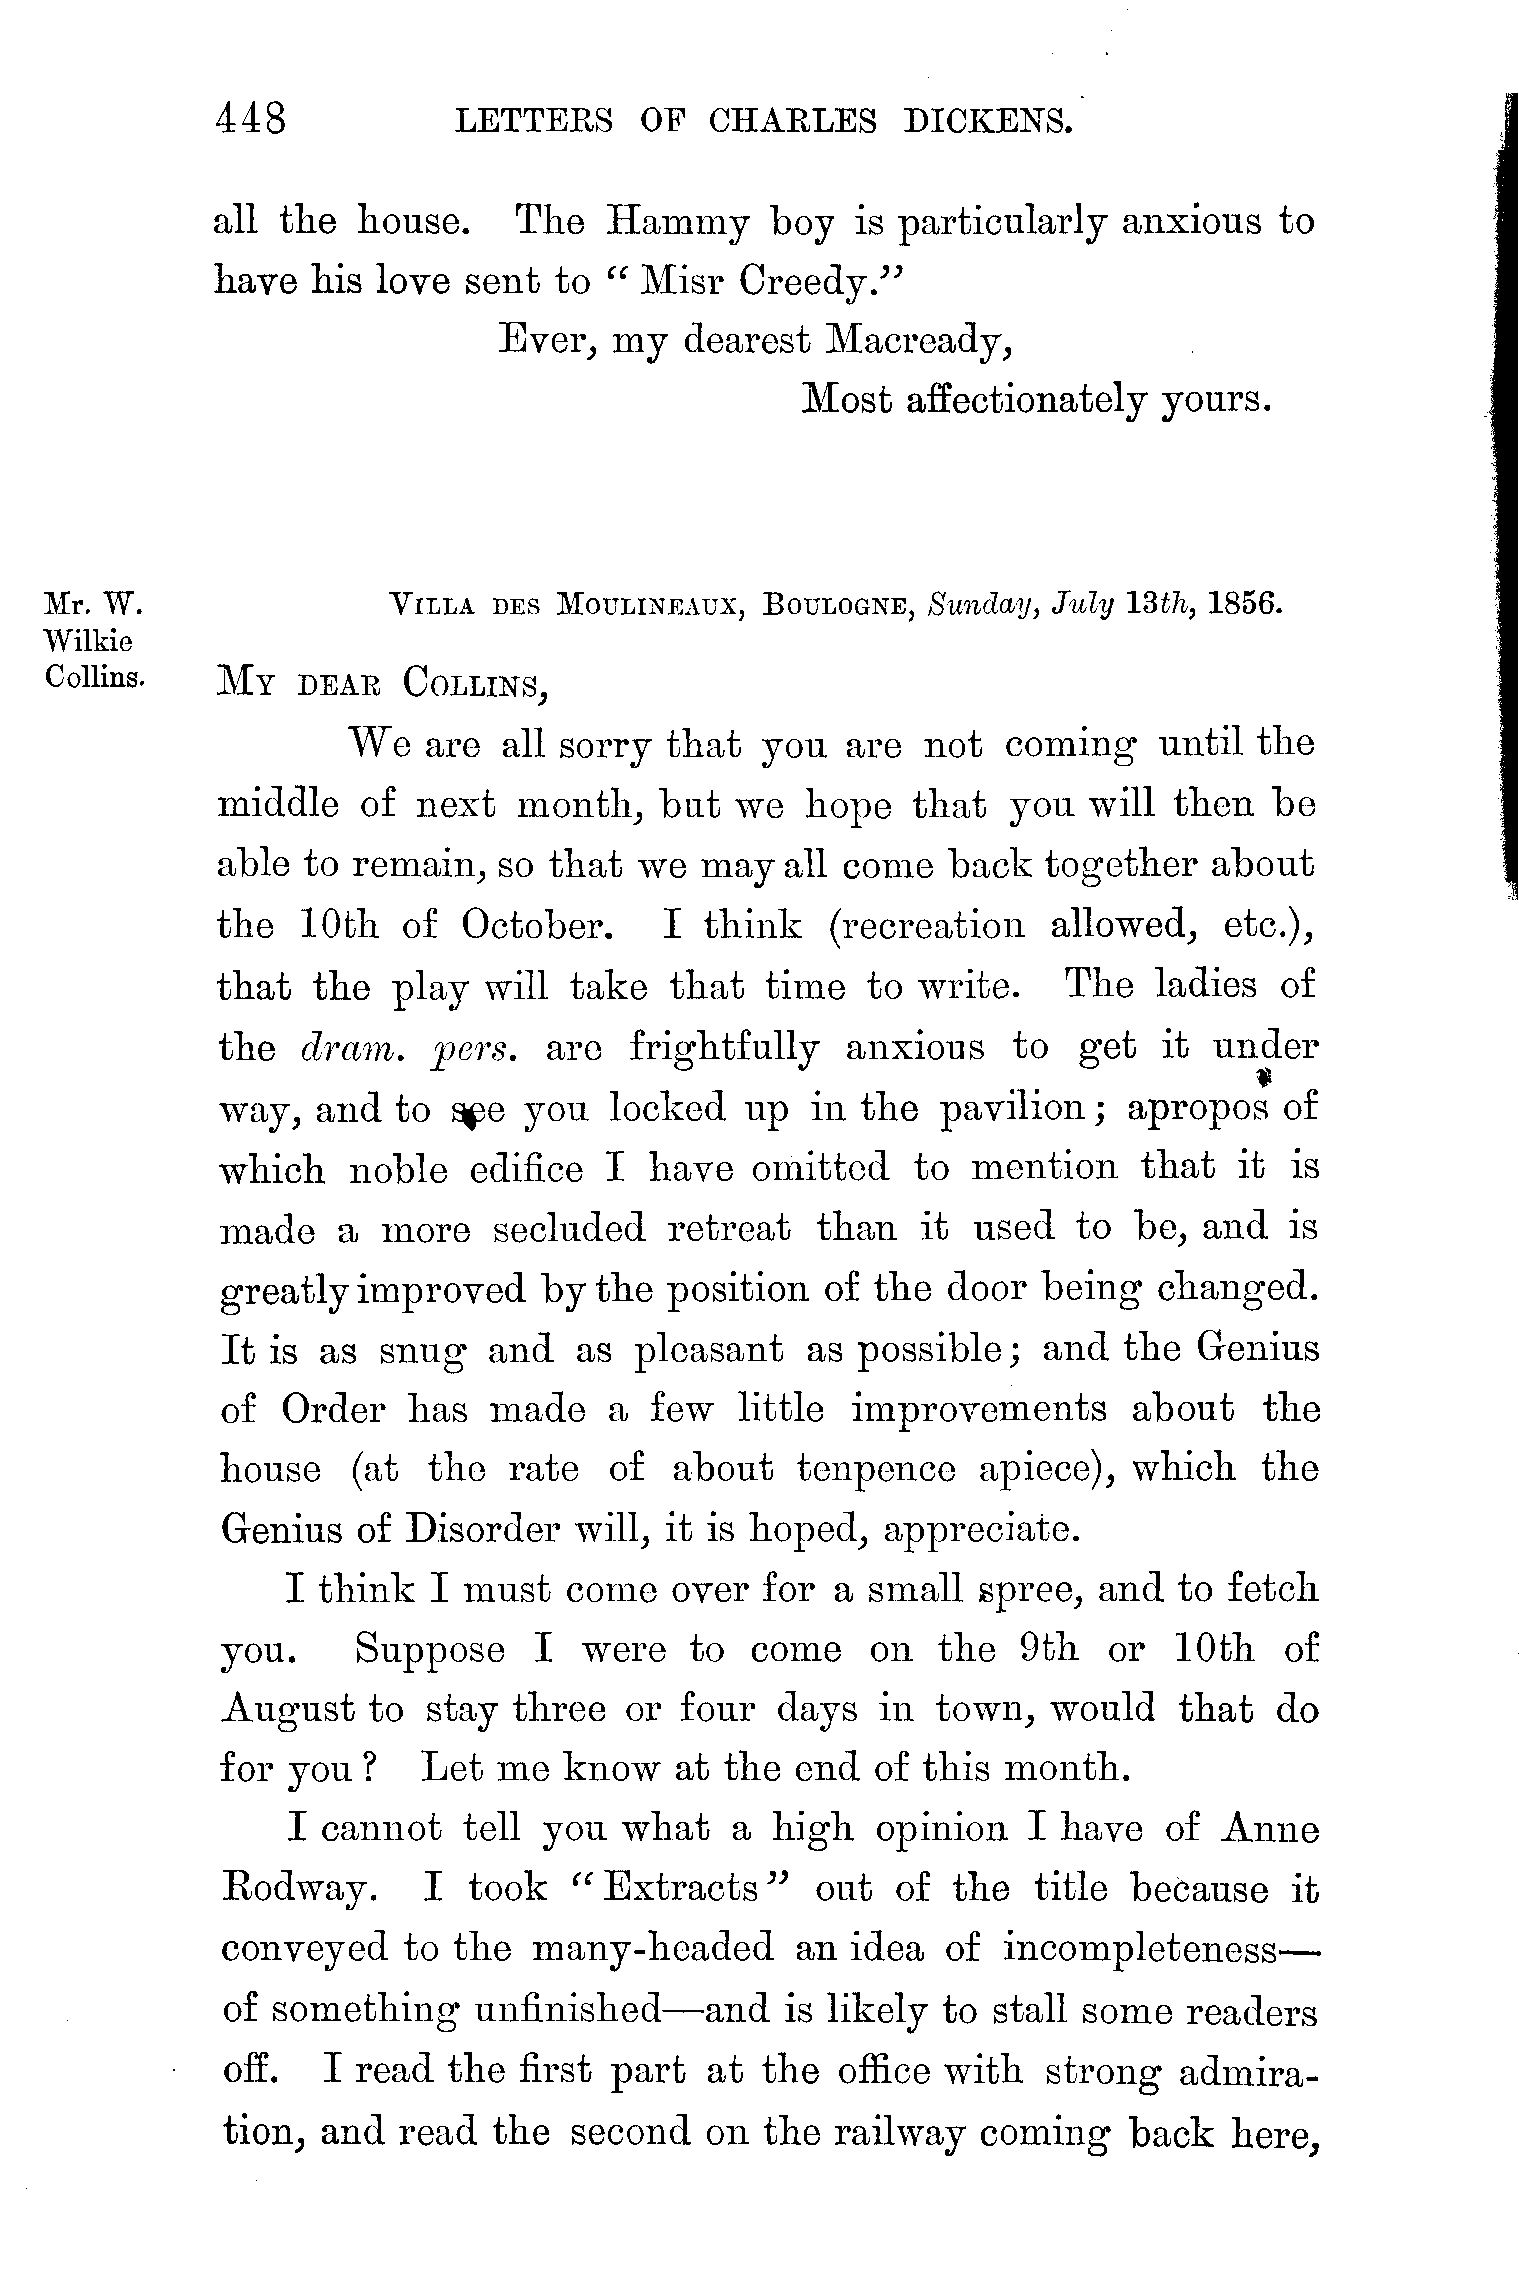 448 LETTERS OF CHARLES DICKENS.
all the house. The Hammy boy is particularly anxious to
have his love sent to “ Misr Creedy.”
Ever, my dearest Macready,
Most affectionately yours.
Mr. W.
Wilkie
Collins.
VILLA DES MOULINEAUX, BOULOGNE, Sunday, July 13th, 1856.
MY DEAR COLLINS,
We are all sorry that you are not coming until the
middle of next month, but we hope that you will then be
able to remain, so that we may all come back together about
the 10th of October. I think (recreation allowed, etc.),
that the play will take that time to write. The ladies of
the dram. pers. are frightfully anxious to get it under
way, and to see you locked up in the pavilion; apropos of
which noble edifice I have omitted to mention that it is
made a more secluded retreat than it used to be, and is
greatly improved by the position of the door being changed.
It is as snug and as pleasant as possible; and the Genius
of Order has made a few little improvements about the
house (at the rate of about tenpence apiece), which the
Genius of Disorder will, it is hoped, appreciate.
I think I must come over for a small spree, and to fetch
you. Suppose I were to come on the 9th or 10th of
August to stay three or four days in town, would that do
for you? Let me know at the end of this month.
I cannot tell you what a high opinion I have of Anne
Rodway. I took “Extracts” out of the title because it
conveyed to the many-headed an idea of incompleteness—
of something unfinished—and is likely to stall some readers
off. I read the first part at the office with strong admira-
tion, and read the second on the railway coming back here,